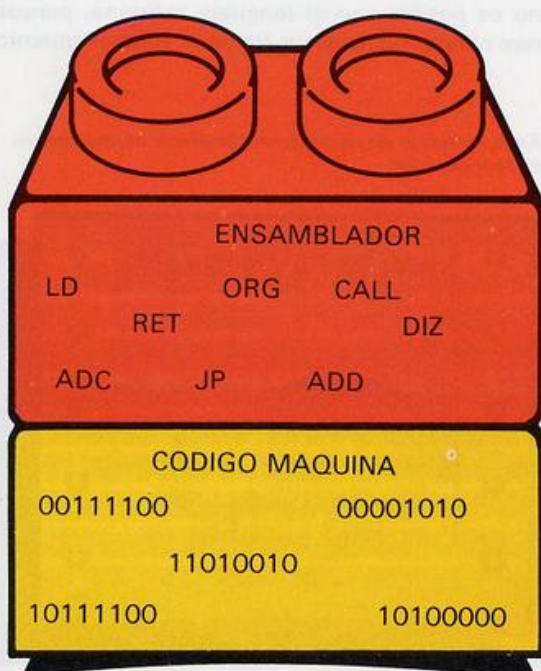 ENSAMBLADOR
LD ORG CALL
RET DIZ
ADC JP ADD
CODIGO MAQUINA
00111100 00001010
11010010
10111100 10100000